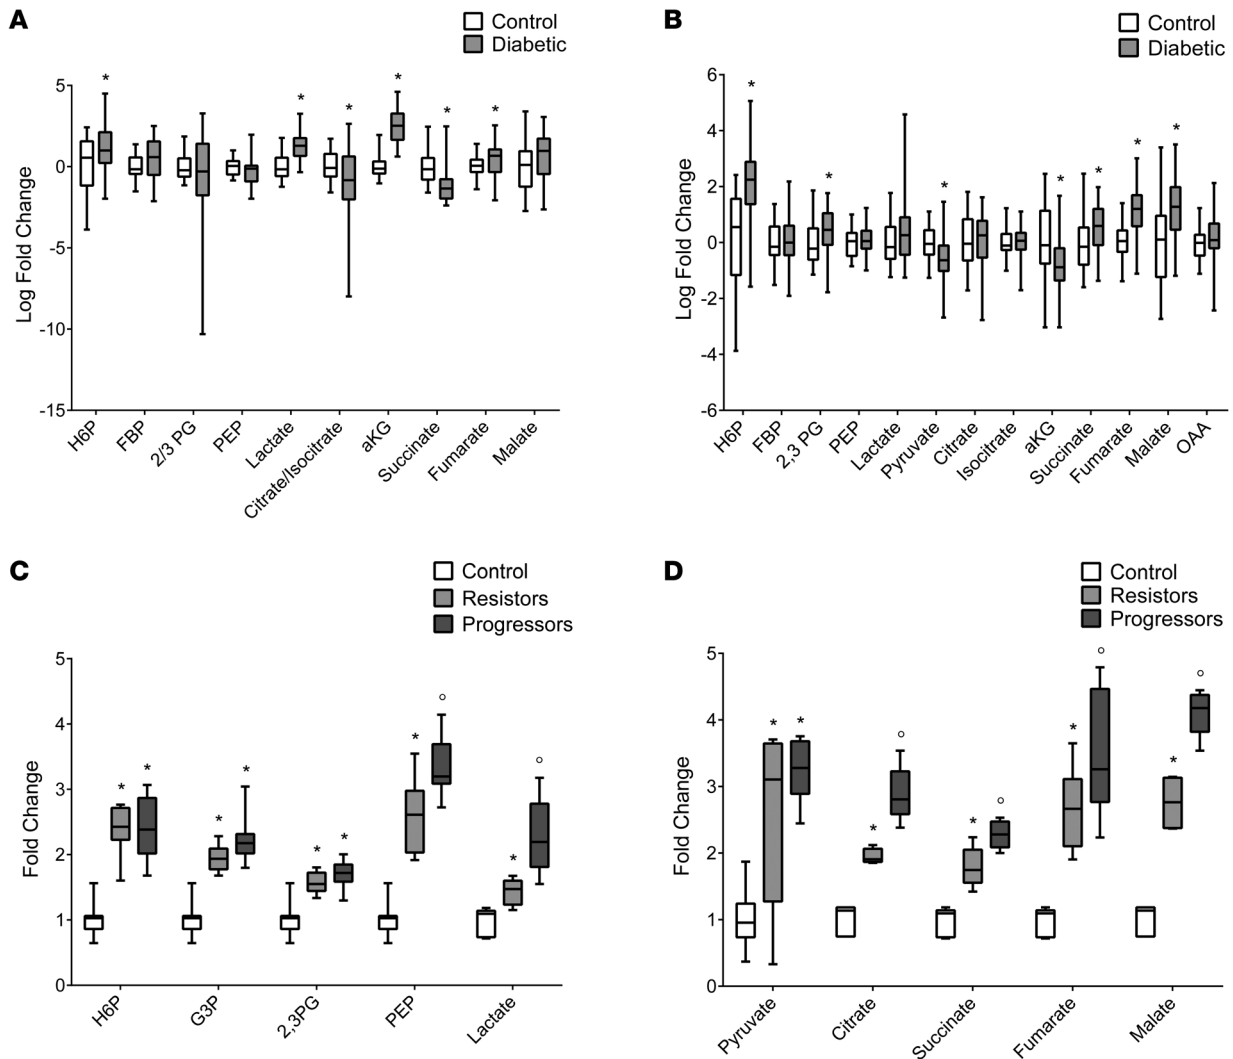 A
Control
Diabetic
Log Fold Change
5
0
-5
-10
-15
*
*
*
*
*
*
H6P
FBP
2/3 PG
PEP
Lactate
Citrate/Isocitrate
aKG
Succinate
Fumarate
Malate
B
Control
Diabetic
Log Fold Change
6
4
2
0
-2
-4
-6
*
*
*
*
*
*
*
H6P
FBP
2,3 PG
PEP
Lactate
Pyruvate
Citrate
Isocitrate
aKG
Succinate
Fumarate
Malate
OAA
C
Control
Resistors
Progressors
Fold Change
5
4
3
2
1
0
* *
* *
* *
* °
* °
H6P
G3P
2,3PG
PEP
Lactate
D
Control
Resistors
Progressors
Fold Change
5
4
3
2
1
0
* *
* °
* °
* °
* °
Pyruvate
Citrate
Succinate
Fumarate
Malate